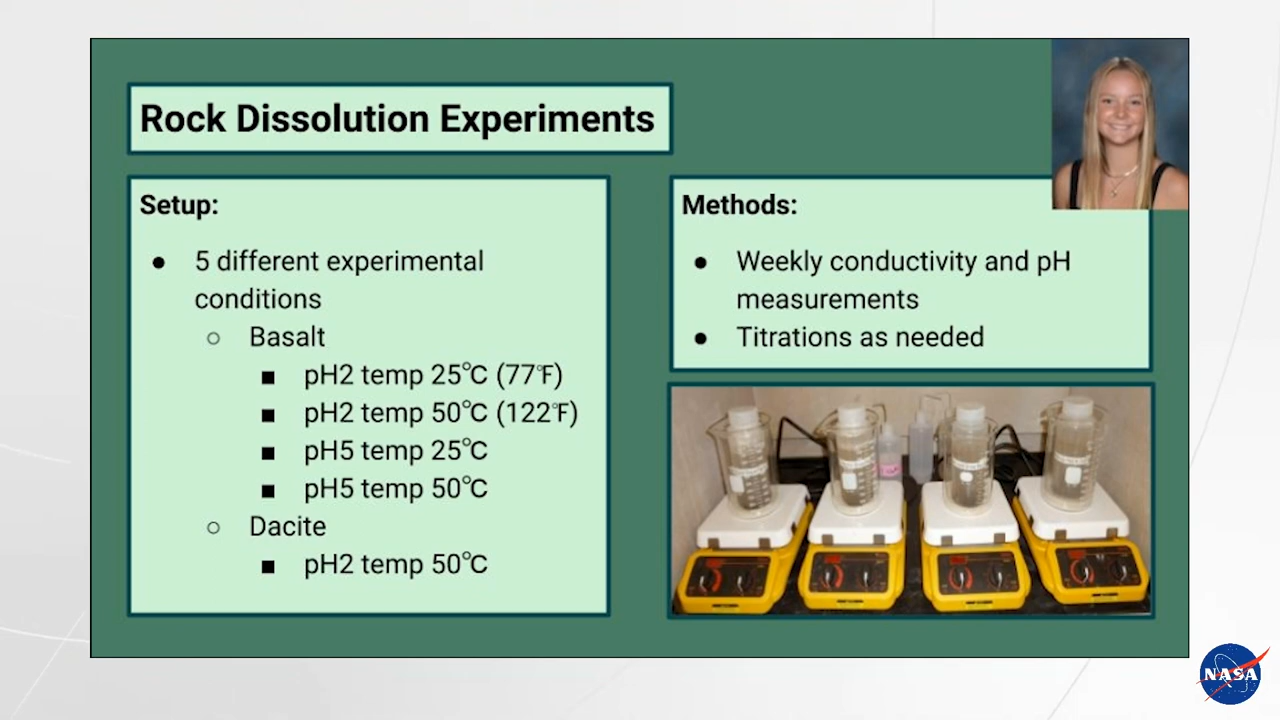 Rock Dissolution Experiments
Setup:
● 5 different experimental
conditions
○ Basalt
■ pH2 temp 25℃ (77℉)
■ pH2 temp 50℃ (122℉)
■ pH5 temp 25℃
■ pH5 temp 50℃
○ Dacite
■ pH2 temp 50℃
Methods:
● Weekly conductivity and pH
measurements
● Titrations as needed
NASA